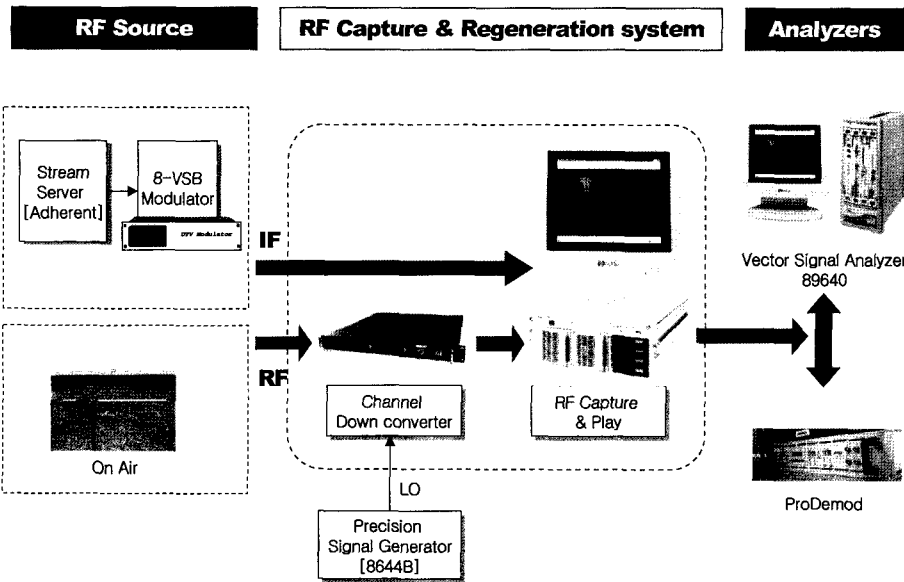 RF Source
RF Capture & Regeneration system
Analyzers
Stream
Server
[Adherent]
8-VSB
Modulator
DTV Modulator
IF
RF
On Air
Channel
Down converter
RF Capture
& Play
LO
Precision
Signal Generator
[8644B]
Vector Signal Analyzer
89640
ProDemod